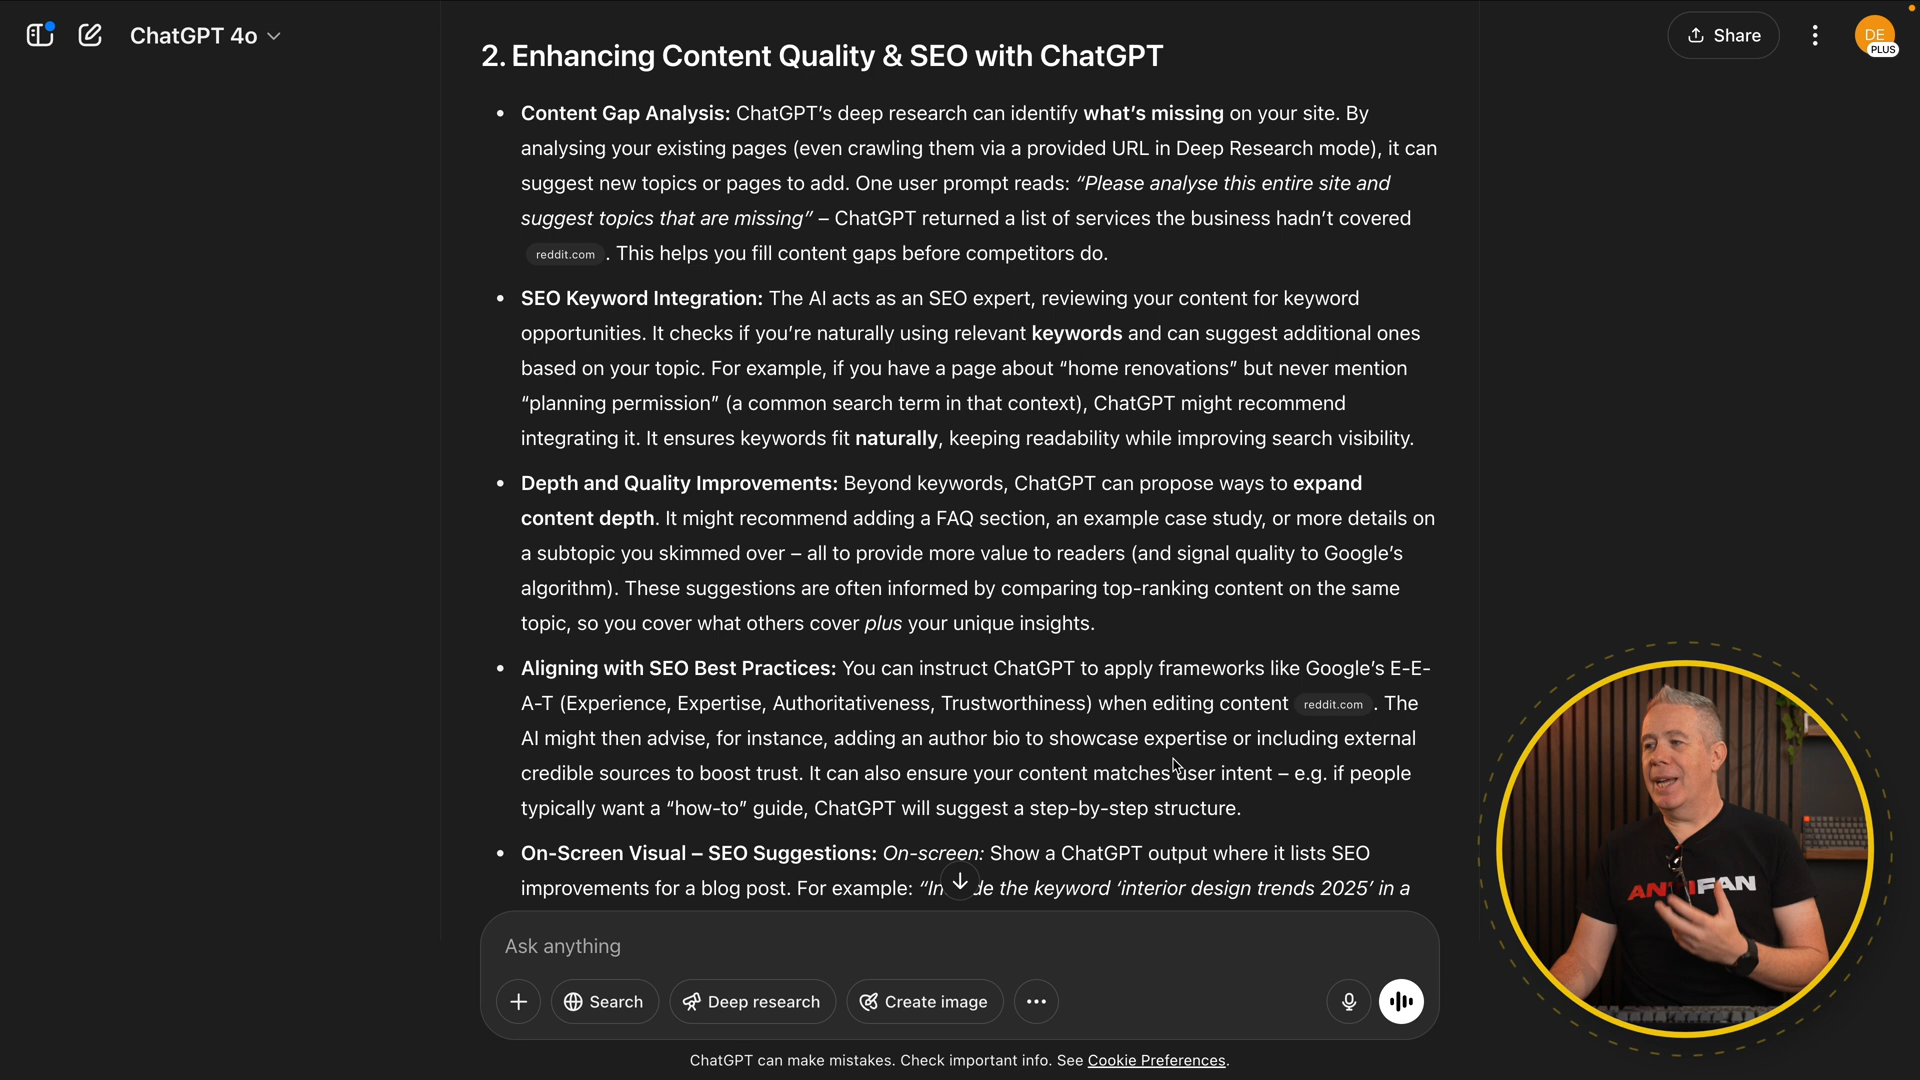 ChatGPT 4o
Share
DE
PLUS
2. Enhancing Content Quality & SEO with ChatGPT
• Content Gap Analysis: ChatGPT’s deep research can identify what’s missing on your site. By
analysing your existing pages (even crawling them via a provided URL in Deep Research mode), it can
suggest new topics or pages to add. One user prompt reads: “Please analyse this entire site and
suggest topics that are missing” – ChatGPT returned a list of services the business hadn’t covered
reddit.com . This helps you fill content gaps before competitors do.
• SEO Keyword Integration: The AI acts as an SEO expert, reviewing your content for keyword
opportunities. It checks if you’re naturally using relevant keywords and can suggest additional ones
based on your topic. For example, if you have a page about “home renovations” but never mention
“planning permission” (a common search term in that context), ChatGPT might recommend
integrating it. It ensures keywords fit naturally, keeping readability while improving search visibility.
• Depth and Quality Improvements: Beyond keywords, ChatGPT can propose ways to expand
content depth. It might recommend adding a FAQ section, an example case study, or more details on
a subtopic you skimmed over – all to provide more value to readers (and signal quality to Google’s
algorithm). These suggestions are often informed by comparing top-ranking content on the same
topic, so you cover what others cover plus your unique insights.
• Aligning with SEO Best Practices: You can instruct ChatGPT to apply frameworks like Google’s E-E-
A-T (Experience, Expertise, Authoritativeness, Trustworthiness) when editing content reddit.com . The
AI might then advise, for instance, adding an author bio to showcase expertise or including external
credible sources to boost trust. It can also ensure your content matches user intent – e.g. if people
typically want a “how-to” guide, ChatGPT will suggest a step-by-step structure.
• On-Screen Visual – SEO Suggestions: On-screen: Show a ChatGPT output where it lists SEO
improvements for a blog post. For example: the keyword ‘interior design trends 2025’ in a
Ask anything
Search
Deep research
Create image
ChatGPT can make mistakes. Check important info. See Cookie Preferences.